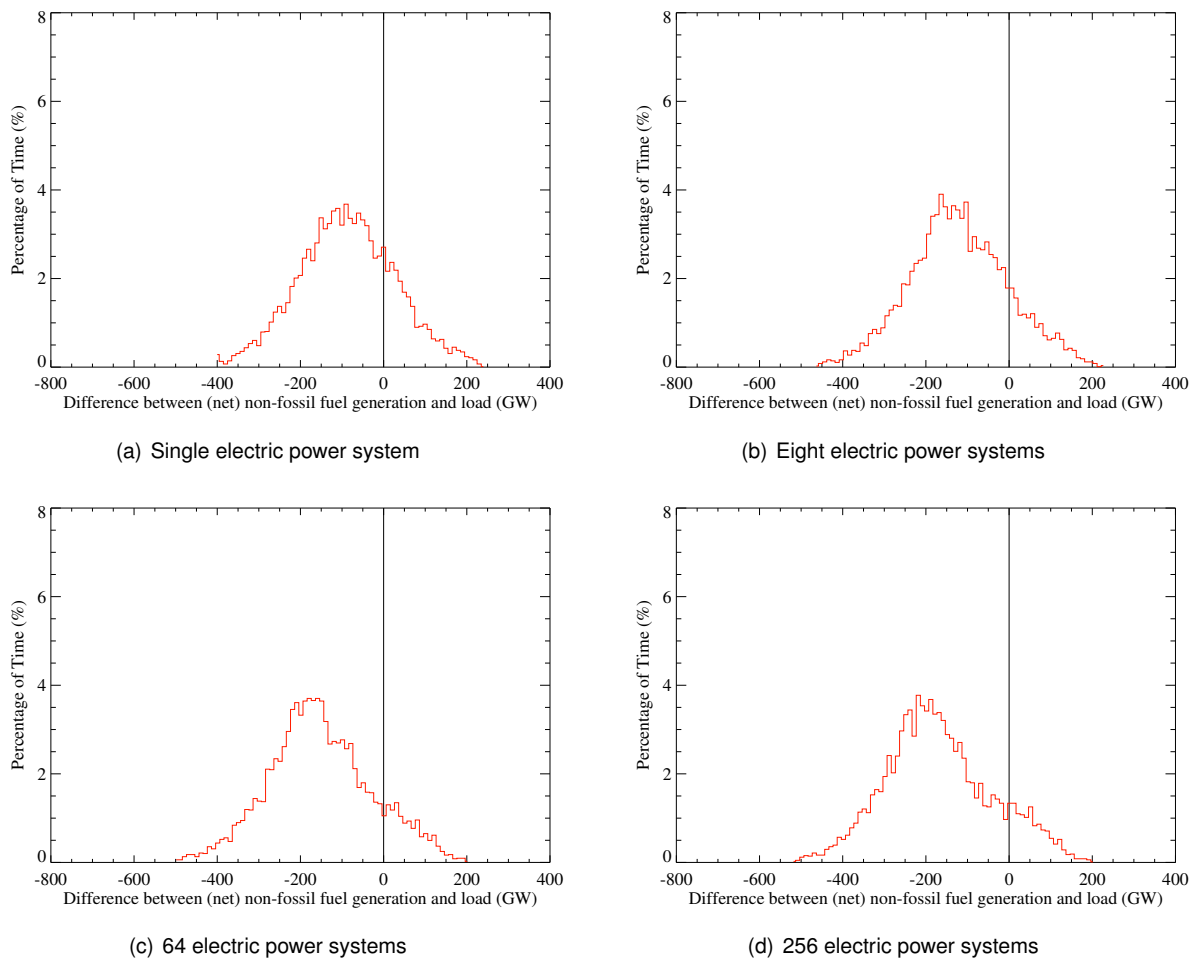 8
6
4
2
0
Percentage of Time (%)
-800 -600 -400 -200 0 200 400
Difference between (net) non-fossil fuel generation and load (GW)
(a) Single electric power system
8
6
4
2
0
Percentage of Time (%)
-800 -600 -400 -200 0 200 400
Difference between (net) non-fossil fuel generation and load (GW)
(b) Eight electric power systems
8
6
4
2
0
Percentage of Time (%)
-800 -600 -400 -200 0 200 400
Difference between (net) non-fossil fuel generation and load (GW)
(c) 64 electric power systems
8
6
4
2
0
Percentage of Time (%)
-800 -600 -400 -200 0 200 400
Difference between (net) non-fossil fuel generation and load (GW)
(d) 256 electric power systems